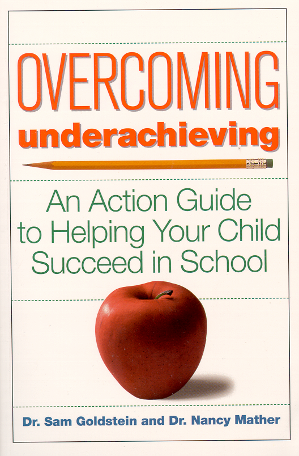 OVERCOMING
underachieving
An Action Guide
to Helping Your Child
Succeed in School
Dr. Sam Goldstein and Dr. Nancy Mather